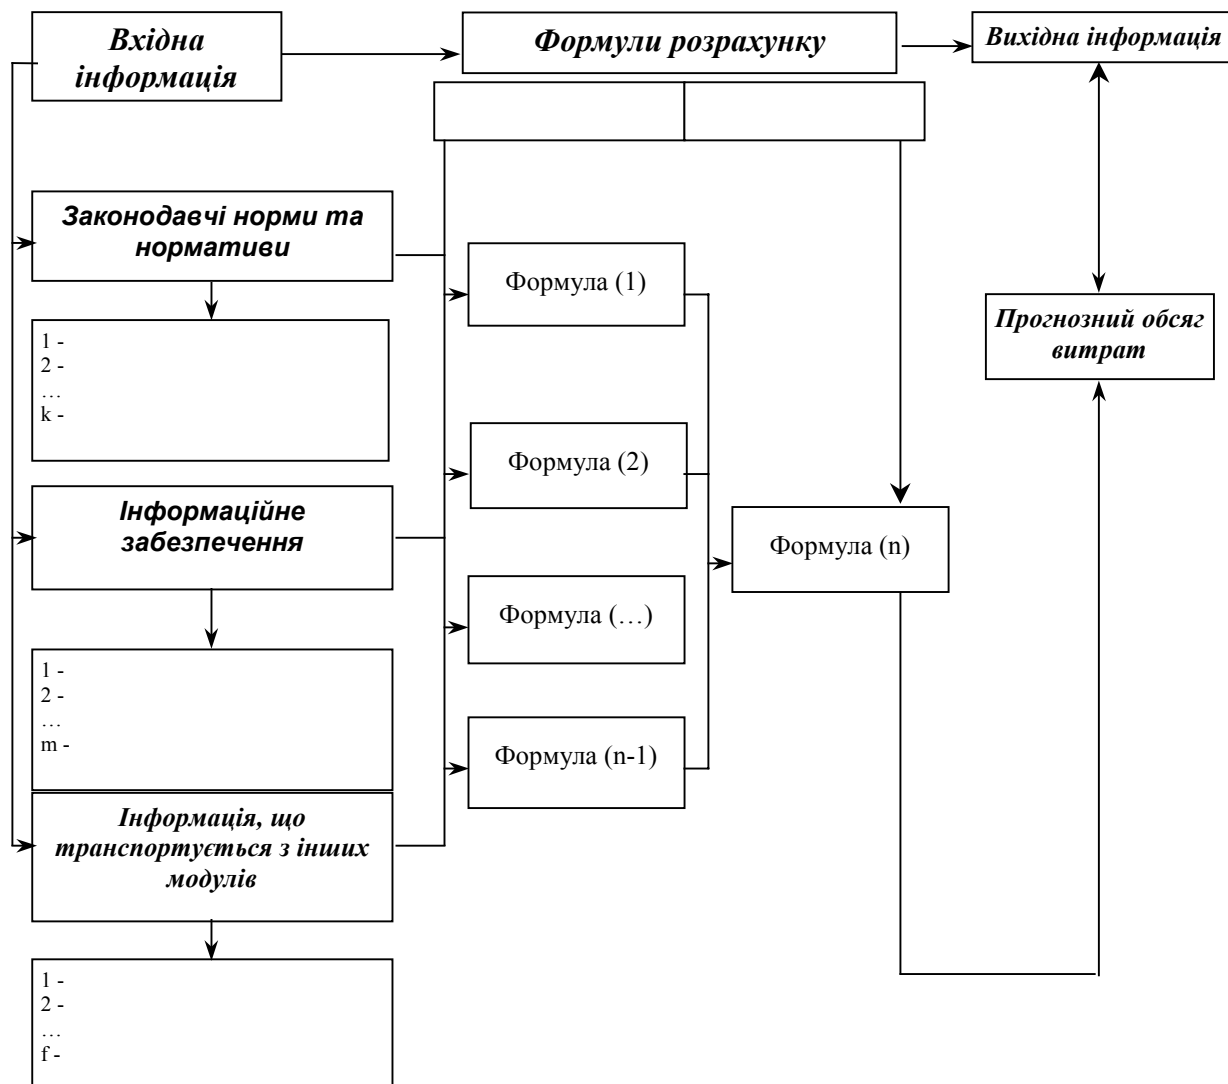 Вхідна
інформація
Формули розрахунку
Вихідна інформація
Законодавчі норми та
нормативи
1 -
2 -
…
k -
Інформаційне
забезпечення
1 -
2 -
…
m -
Інформація, що
транспортується з інших
модулів
1 -
2 -
…
f -
Формула (1)
Формула (2)
Формула (…)
Формула (n-1)
Формула (n)
Прогнозний обсяг
витрат